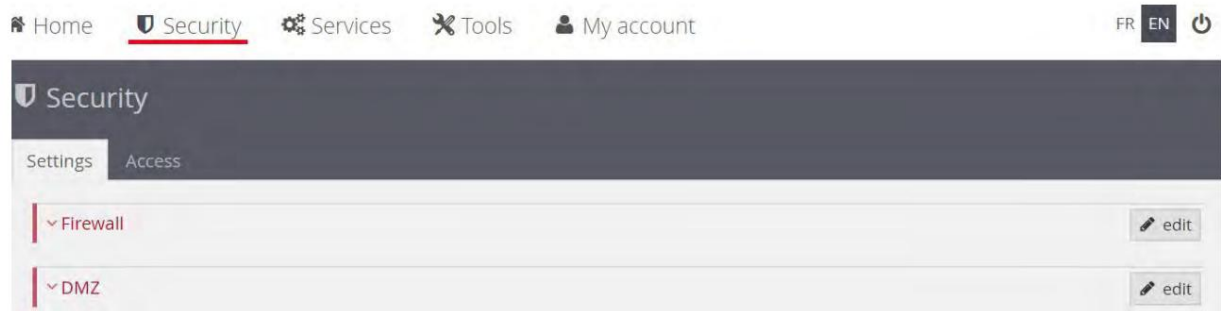 Home Security Services Tools My account FR EN
Security
Settings Access
Firewall edit
DMZ edit